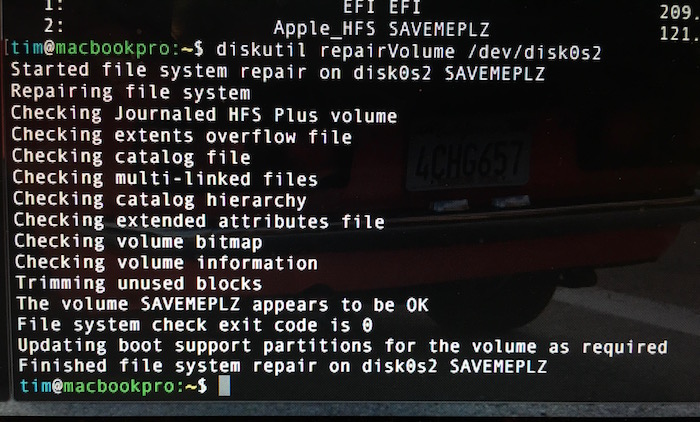 1: EFI EFI 209.
2: Apple_HFS SAVEMEPLZ 121.
[tim@macbookpro:~$ diskutil repairVolume /dev/disk0s2
Started file system repair on disk0s2 SAVEMEPLZ
Repairing file system
Checking Journaled HFS Plus volume
Checking extents overflow file
Checking catalog file
Checking multi-linked files
Checking catalog hierarchy
Checking extended attributes file
Checking volume bitmap
Checking volume information
Trimming unused blocks
The volume SAVEMEPLZ appears to be OK
File system check exit code is 0
Updating boot support partitions for the volume as required
Finished file system repair on disk0s2 SAVEMEPLZ
tim@macbookpro:~$
4CHG657